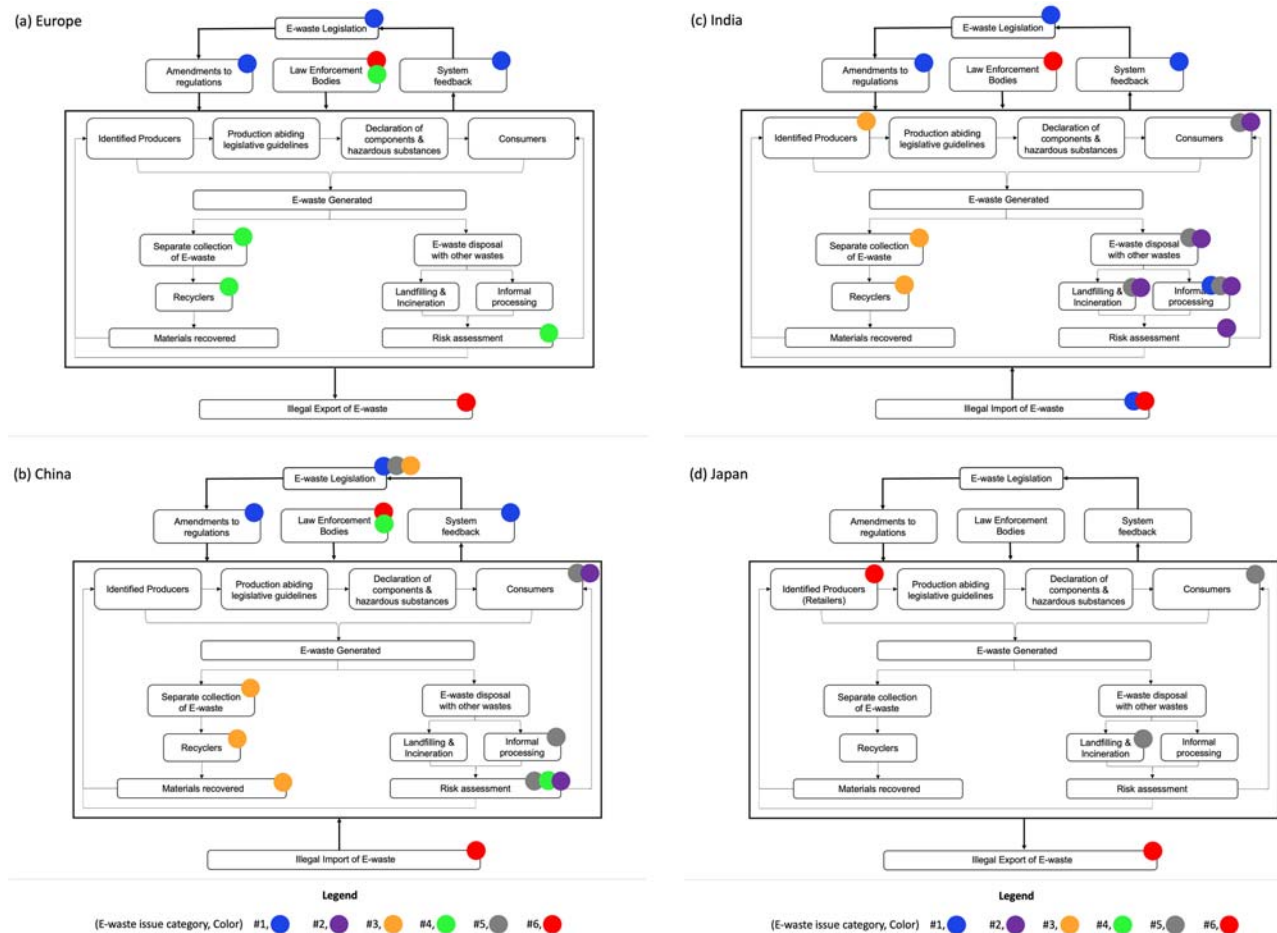 (a) Europe
E-waste Legislation
Amendments to
regulations
Law Enforcement
Bodies
System
feedback
Identified Producers
Production abiding
legislative guidelines
Declaration of
components &
hazardous substances
Consumers
E-waste Generated
Separate collection
of E-waste
E-waste disposal
with other wastes
Recyclers
Landfilling &
Incineration
Informal
processing
Materials recovered
Risk assessment
Illegal Export of E-waste
(c) India
E-waste Legislation
Amendments to
regulations
Law Enforcement
Bodies
System
feedback
Identified Producers
Production abiding
legislative guidelines
Declaration of
components &
hazardous substances
Consumers
E-waste Generated
Separate collection
of E-waste
E-waste disposal
with other wastes
Recyclers
Landfilling &
Incineration
Informal
processing
Materials recovered
Risk assessment
Illegal Import of E-waste
(b) China
E-waste Legislation
Amendments to
regulations
Law Enforcement
Bodies
System
feedback
Identified Producers
Production abiding
legislative guidelines
Declaration of
components &
hazardous substances
Consumers
E-waste Generated
Separate collection
of E-waste
E-waste disposal
with other wastes
Recyclers
Landfilling &
Incineration
Informal
processing
Materials recovered
Risk assessment
Illegal Import of E-waste
Legend
(E-waste issue category, Color) #1, #2, #3, #4, #5, #6,
(d) Japan
E-waste Legislation
Amendments to
regulations
Law Enforcement
Bodies
System
feedback
Identified Producers
(Retailers)
Production abiding
legislative guidelines
Declaration of
components &
hazardous substances
Consumers
E-waste Generated
Separate collection
of E-waste
E-waste disposal
with other wastes
Recyclers
Landfilling &
Incineration
Informal
processing
Materials recovered
Risk assessment
Illegal Export of E-waste
Legend
(E-waste issue category, Color) #1, #2, #3, #4, #5, #6,